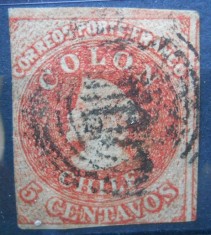 CORREOS PORTE FRANCO
COLON
CHILE
5 CENTAVOS